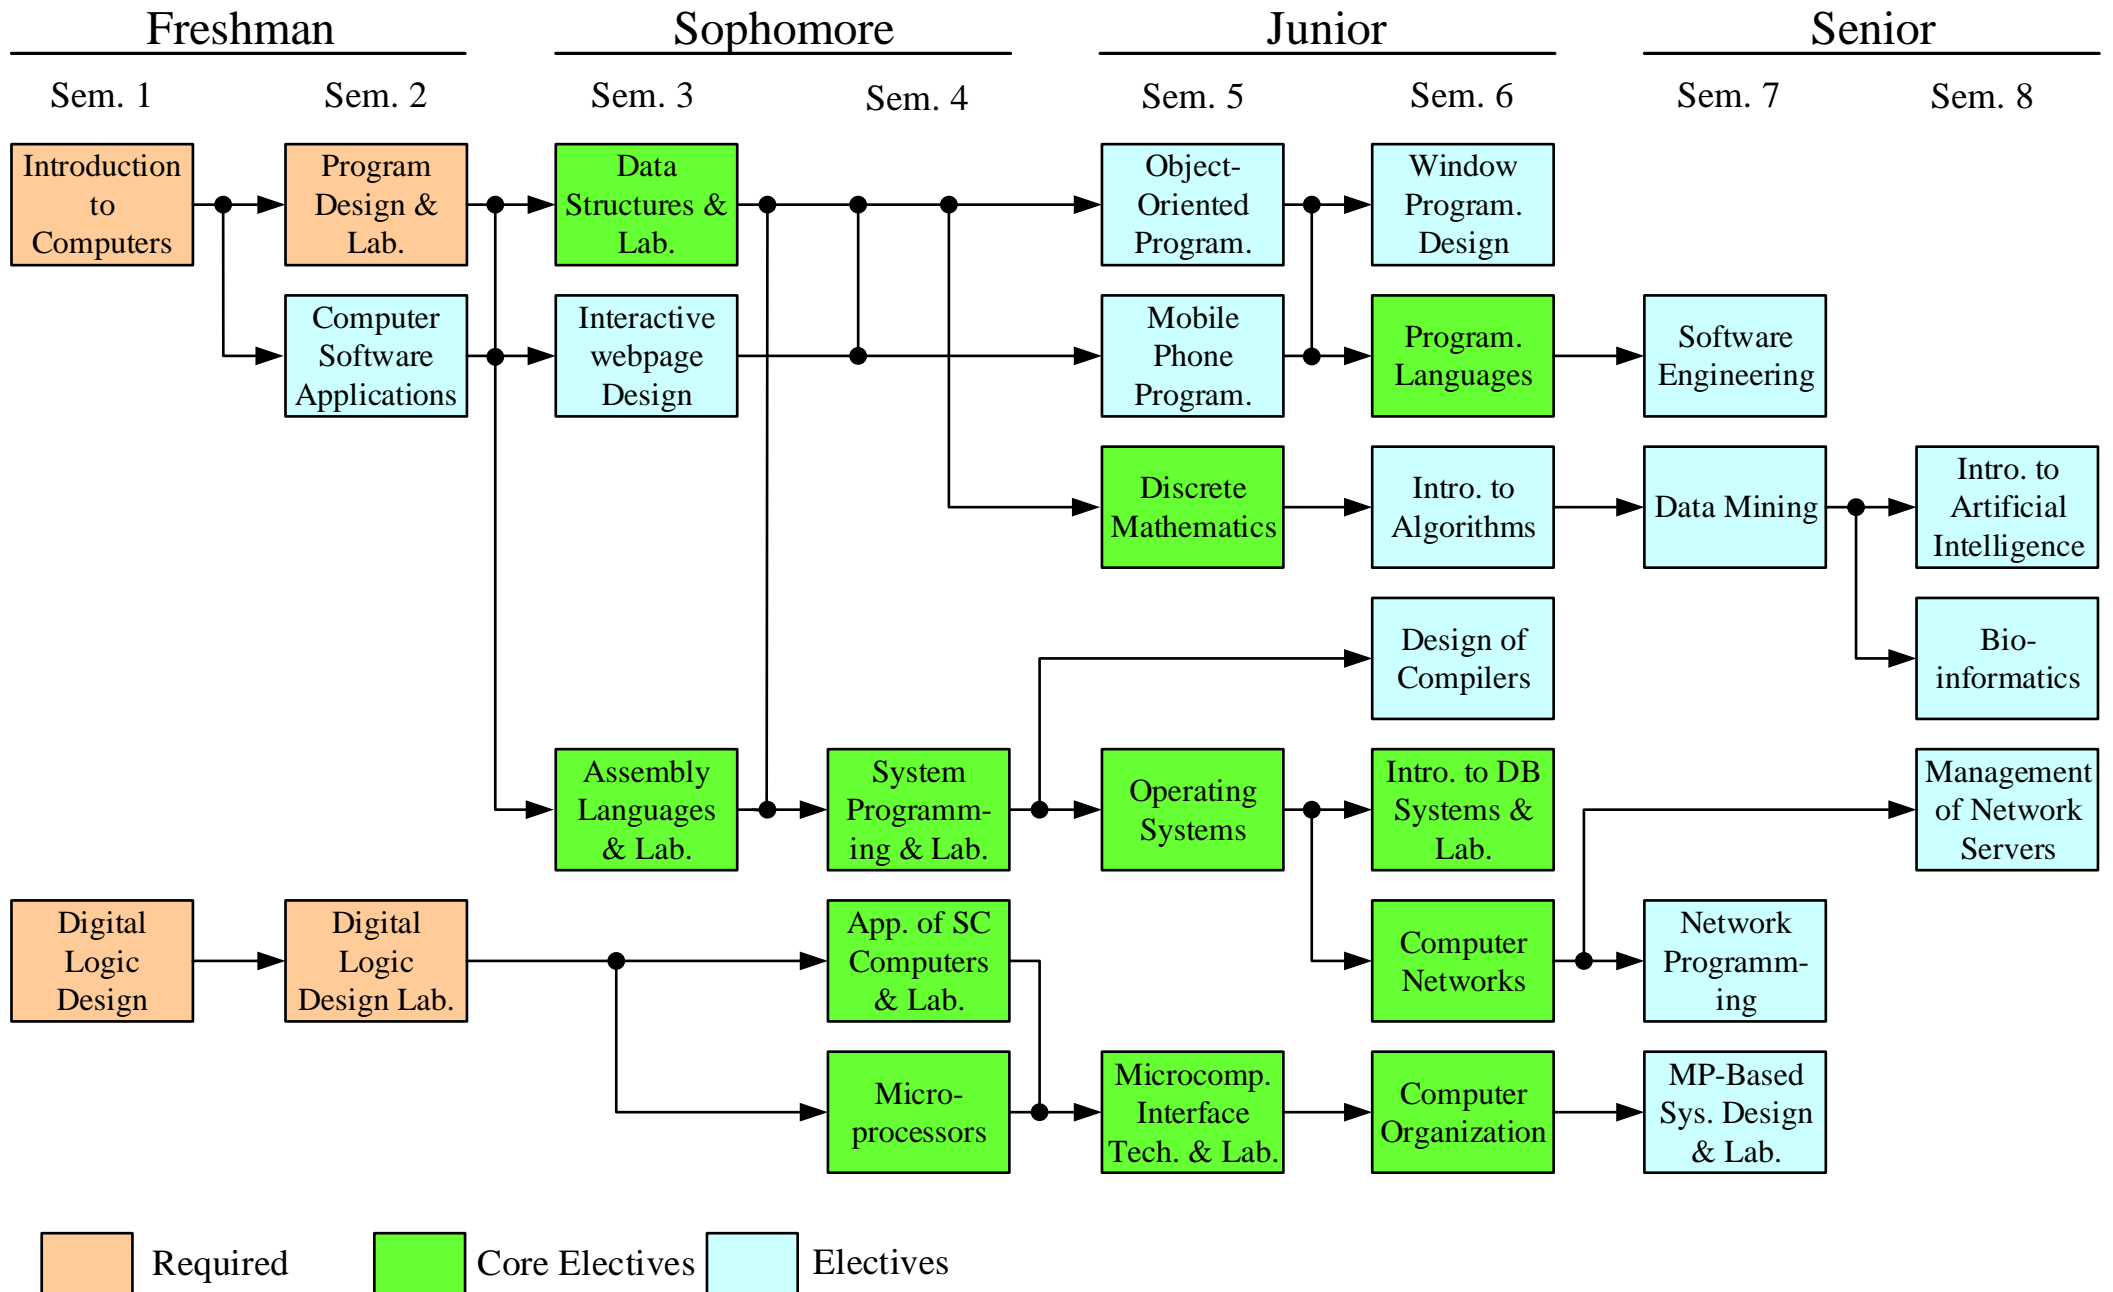 Freshman
Sophomore
Junior
Senior
Sem. 1
Sem. 2
Sem. 3
Sem. 4
Sem. 5
Sem. 6
Sem. 7
Sem. 8
Introduction
to
Computers
Program
Design &
Lab.
Data
Structures &
Lab.
Object-
Oriented
Program.
Window
Program.
Design
Computer
Software
Applications
Interactive
webpage
Design
Mobile
Phone
Program.
Program.
Languages
Software
Engineering
Discrete
Mathematics
Intro. to
Algorithms
Data Mining
Intro. to
Artificial
Intelligence
Design of
Compilers
Bio-
informatics
Assembly
Languages
& Lab.
System
Programm-
ing & Lab.
Operating
Systems
Intro. to DB
Systems &
Lab.
Management
of Network
Servers
Digital
Logic
Design
Digital
Logic
Design Lab.
App. of SC
Computers
& Lab.
Computer
Networks
Network
Programm-
ing
Micro-
processors
Microcomp.
Interface
Tech. & Lab.
Computer
Organization
MP-Based
Sys. Design
& Lab.
Required
Core Electives
Electives